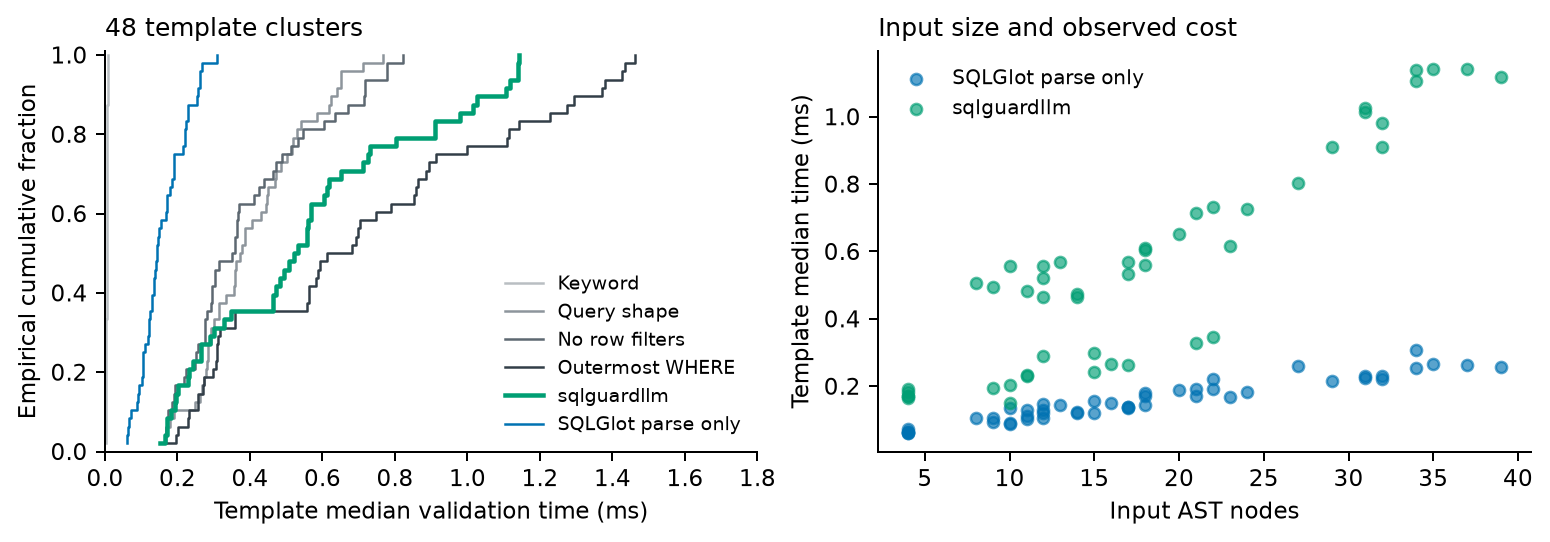 48 template clusters
1.0
0.8
0.6
0.4
0.2
0.0
Empirical cumulative fraction
Keyword
Query shape
No row filters
Outermost WHERE
sqlguardllm
SQLGlot parse only
0.0 0.2 0.4 0.6 0.8 1.0 1.2 1.4 1.6 1.8
Template median validation time (ms)
Input size and observed cost
SQLGlot parse only
sqlguardllm
1.0
0.8
0.6
0.4
0.2
Template median time (ms)
5 10 15 20 25 30 35 40
Input AST nodes